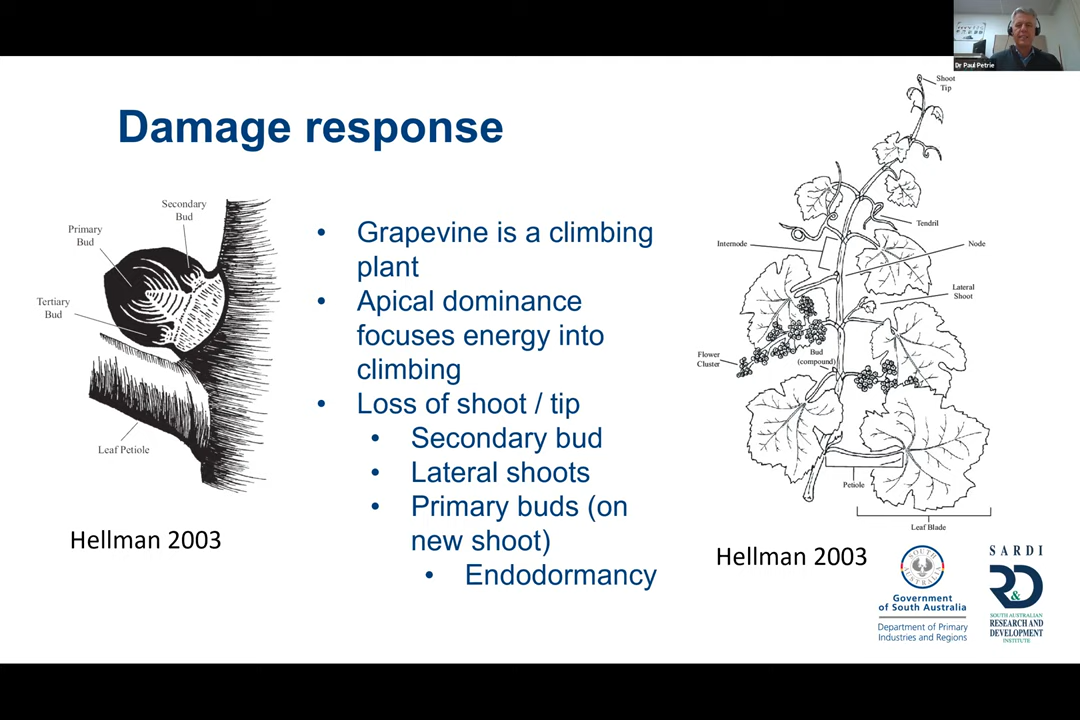 Dr Paul Petrie
Damage response
Secondary
Bud
Primary
Bud
Tertiary
Bud
Leaf Petiole
Hellman 2003
• Grapevine is a climbing
plant
• Apical dominance
focuses energy into
climbing
• Loss of shoot / tip
• Secondary bud
• Lateral shoots
• Primary buds (on
new shoot)
• Endodormancy
Shoot
Tip
Tendril
Internode
Node
Lateral
Shoot
Flower
Cluster
Bud
(compound)
Petiole
Leaf Blade
Hellman 2003
SOUTH
AUSTRALIA
Government
of South Australia
Department of Primary
Industries and Regions
SARDI
R&D
SOUTH AUSTRALIAN
RESEARCH AND
DEVELOPMENT
INSTITUTE